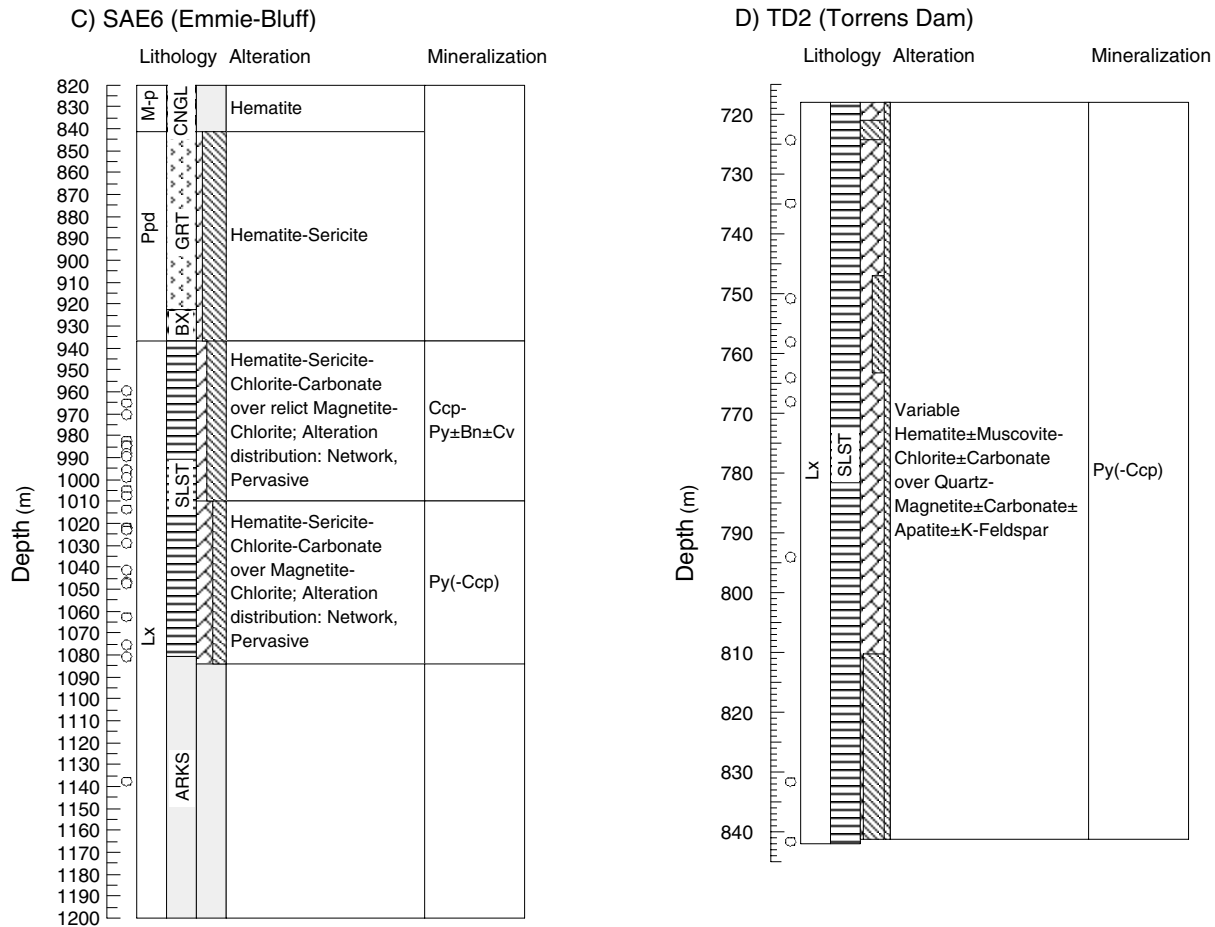 C) SAE6 (Emmie-Bluff)
Lithology Alteration Mineralization
820
830
840
850
860
870
880
890
900
910
920
930
940
950
960
970
980
990
1000
1010
1020
1030
1040
1050
1060
1070
1080
1090
1100
1110
1120
1130
1140
1150
1160
1170
1180
1190
1200
Depth (m)
M-p
Ppd
Lx
CNGL
GRT
BX
SLST
ARKS
Hematite
Hematite-Sericite
Hematite-Sericite-
Chlorite-Carbonate
over relict Magnetite-
Chlorite; Alteration
distribution: Network,
Pervasive
Ccp-
Py±Bn±Cv
Hematite-Sericite-
Chlorite-Carbonate
over Magnetite-
Chlorite; Alteration
distribution: Network,
Pervasive
Py(-Ccp)
D) TD2 (Torrens Dam)
Lithology Alteration Mineralization
720
730
740
750
760
770
780
790
800
810
820
830
840
Depth (m)
Lx
SLST
Variable
Hematite±Muscovite-
Chlorite±Carbonate
over Quartz-
Magnetite±Carbonate±
Apatite±K-Feldspar
Py(-Ccp)